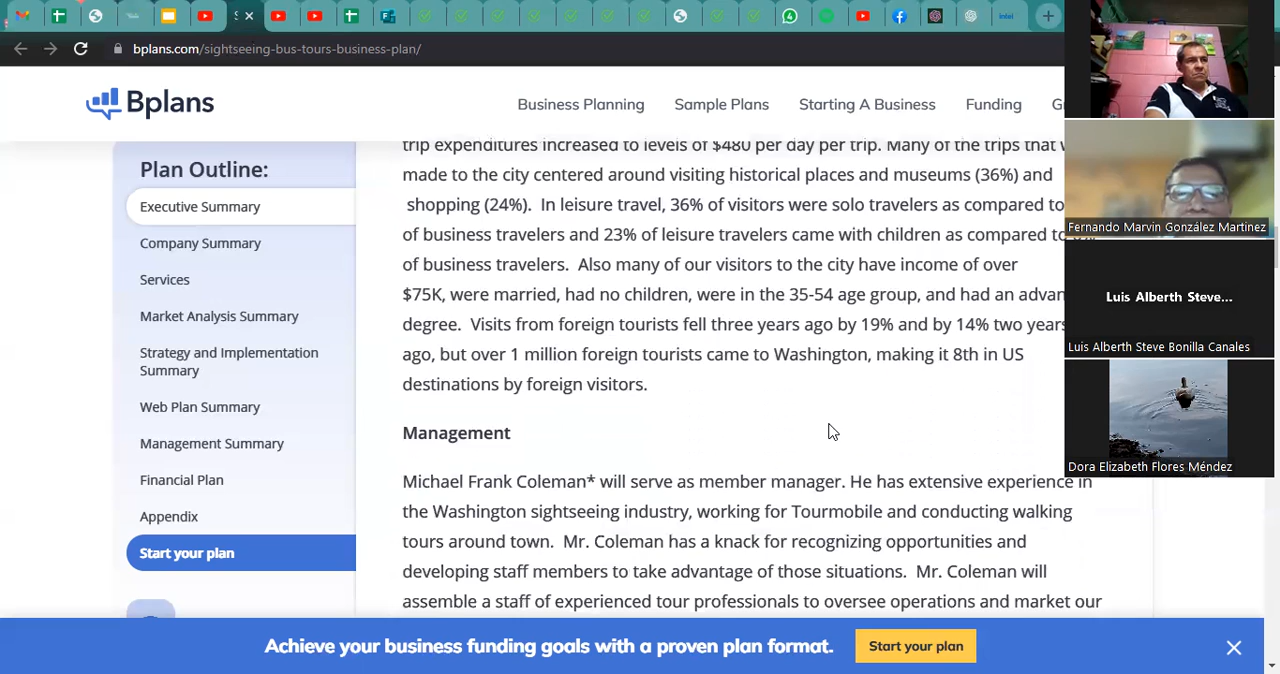 bplans.com/sightseeing-bus-tours-business-plan/
Bplans
Business Planning
Sample Plans
Starting A Business
Funding
Plan Outline:
Executive Summary
Company Summary
Services
Market Analysis Summary
Strategy and Implementation
Summary
Web Plan Summary
Management Summary
Financial Plan
Appendix
Start your plan
trip expenditures increased to levels of $480 per day per trip. Many of the trips that
made to the city centered around visiting historical places and museums (36%) and
shopping (24%). In leisure travel, 36% of visitors were solo travelers as compared to
of business travelers and 23% of leisure travelers came with children as compared to
of business travelers. Also many of our visitors to the city have income of over
$75K, were married, had no children, were in the 35-54 age group, and had an advan
degree. Visits from foreign tourists fell three years ago by 19% and by 14% two years
ago, but over 1 million foreign tourists came to Washington, making it 8th in US
destinations by foreign visitors.
Management
Michael Frank Coleman* will serve as member manager. He has extensive experience in
the Washington sightseeing industry, working for Tourmobile and conducting walking
tours around town. Mr. Coleman has a knack for recognizing opportunities and
developing staff members to take advantage of those situations. Mr. Coleman will
assemble a staff of experienced tour professionals to oversee operations and market our
Achieve your business funding goals with a proven plan format.
Start your plan
Fernando Marvin González Martinez
Luis Alberth Steve...
Luis Alberth Steve Bonilla Canales
Dora Elizabeth Flores Méndez